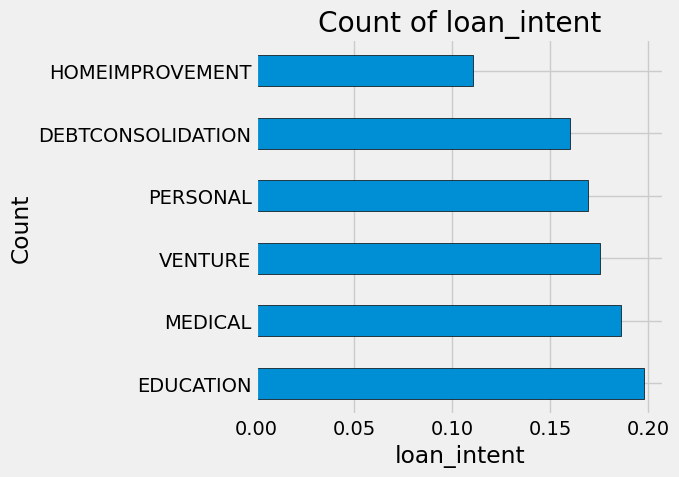 Count of loan_intent
HOMEIMPROVEMENT
DEBTCONSOLIDATION
PERSONAL
VENTURE
MEDICAL
EDUCATION
Count
0.00 0.05 0.10 0.15 0.20
loan_intent